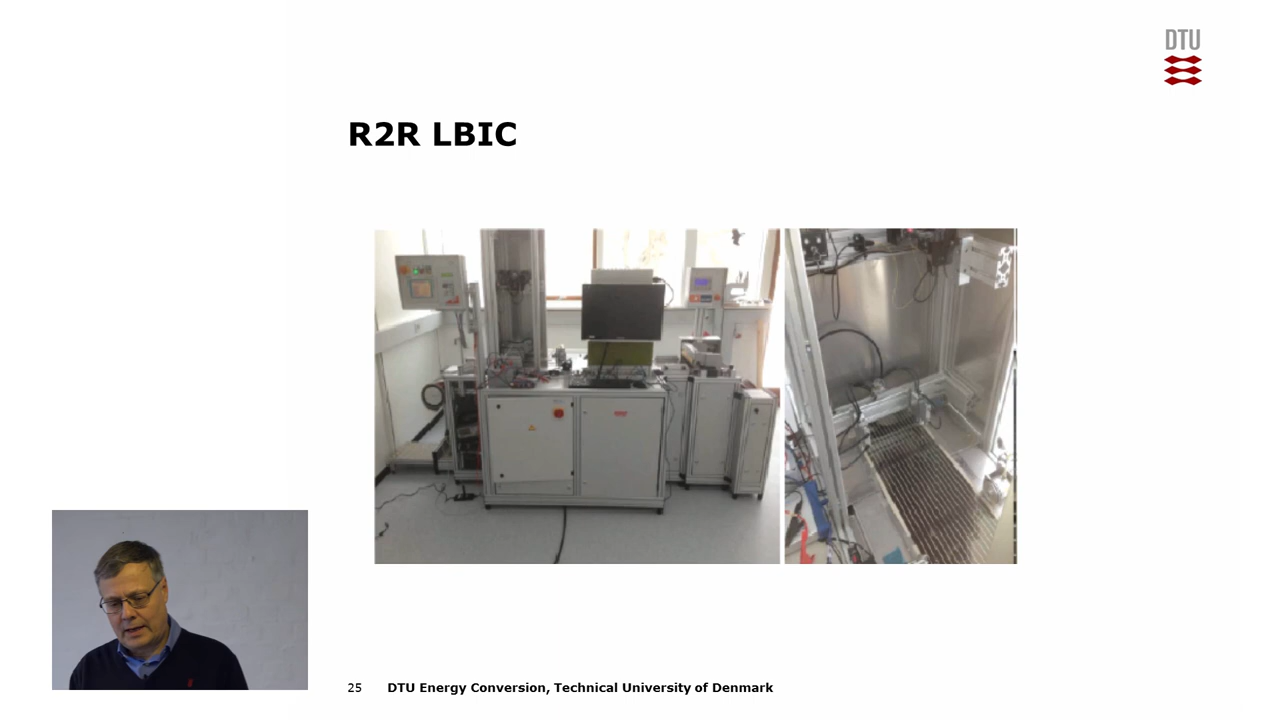 DTU
R2R LBIC
25 DTU Energy Conversion, Technical University of Denmark